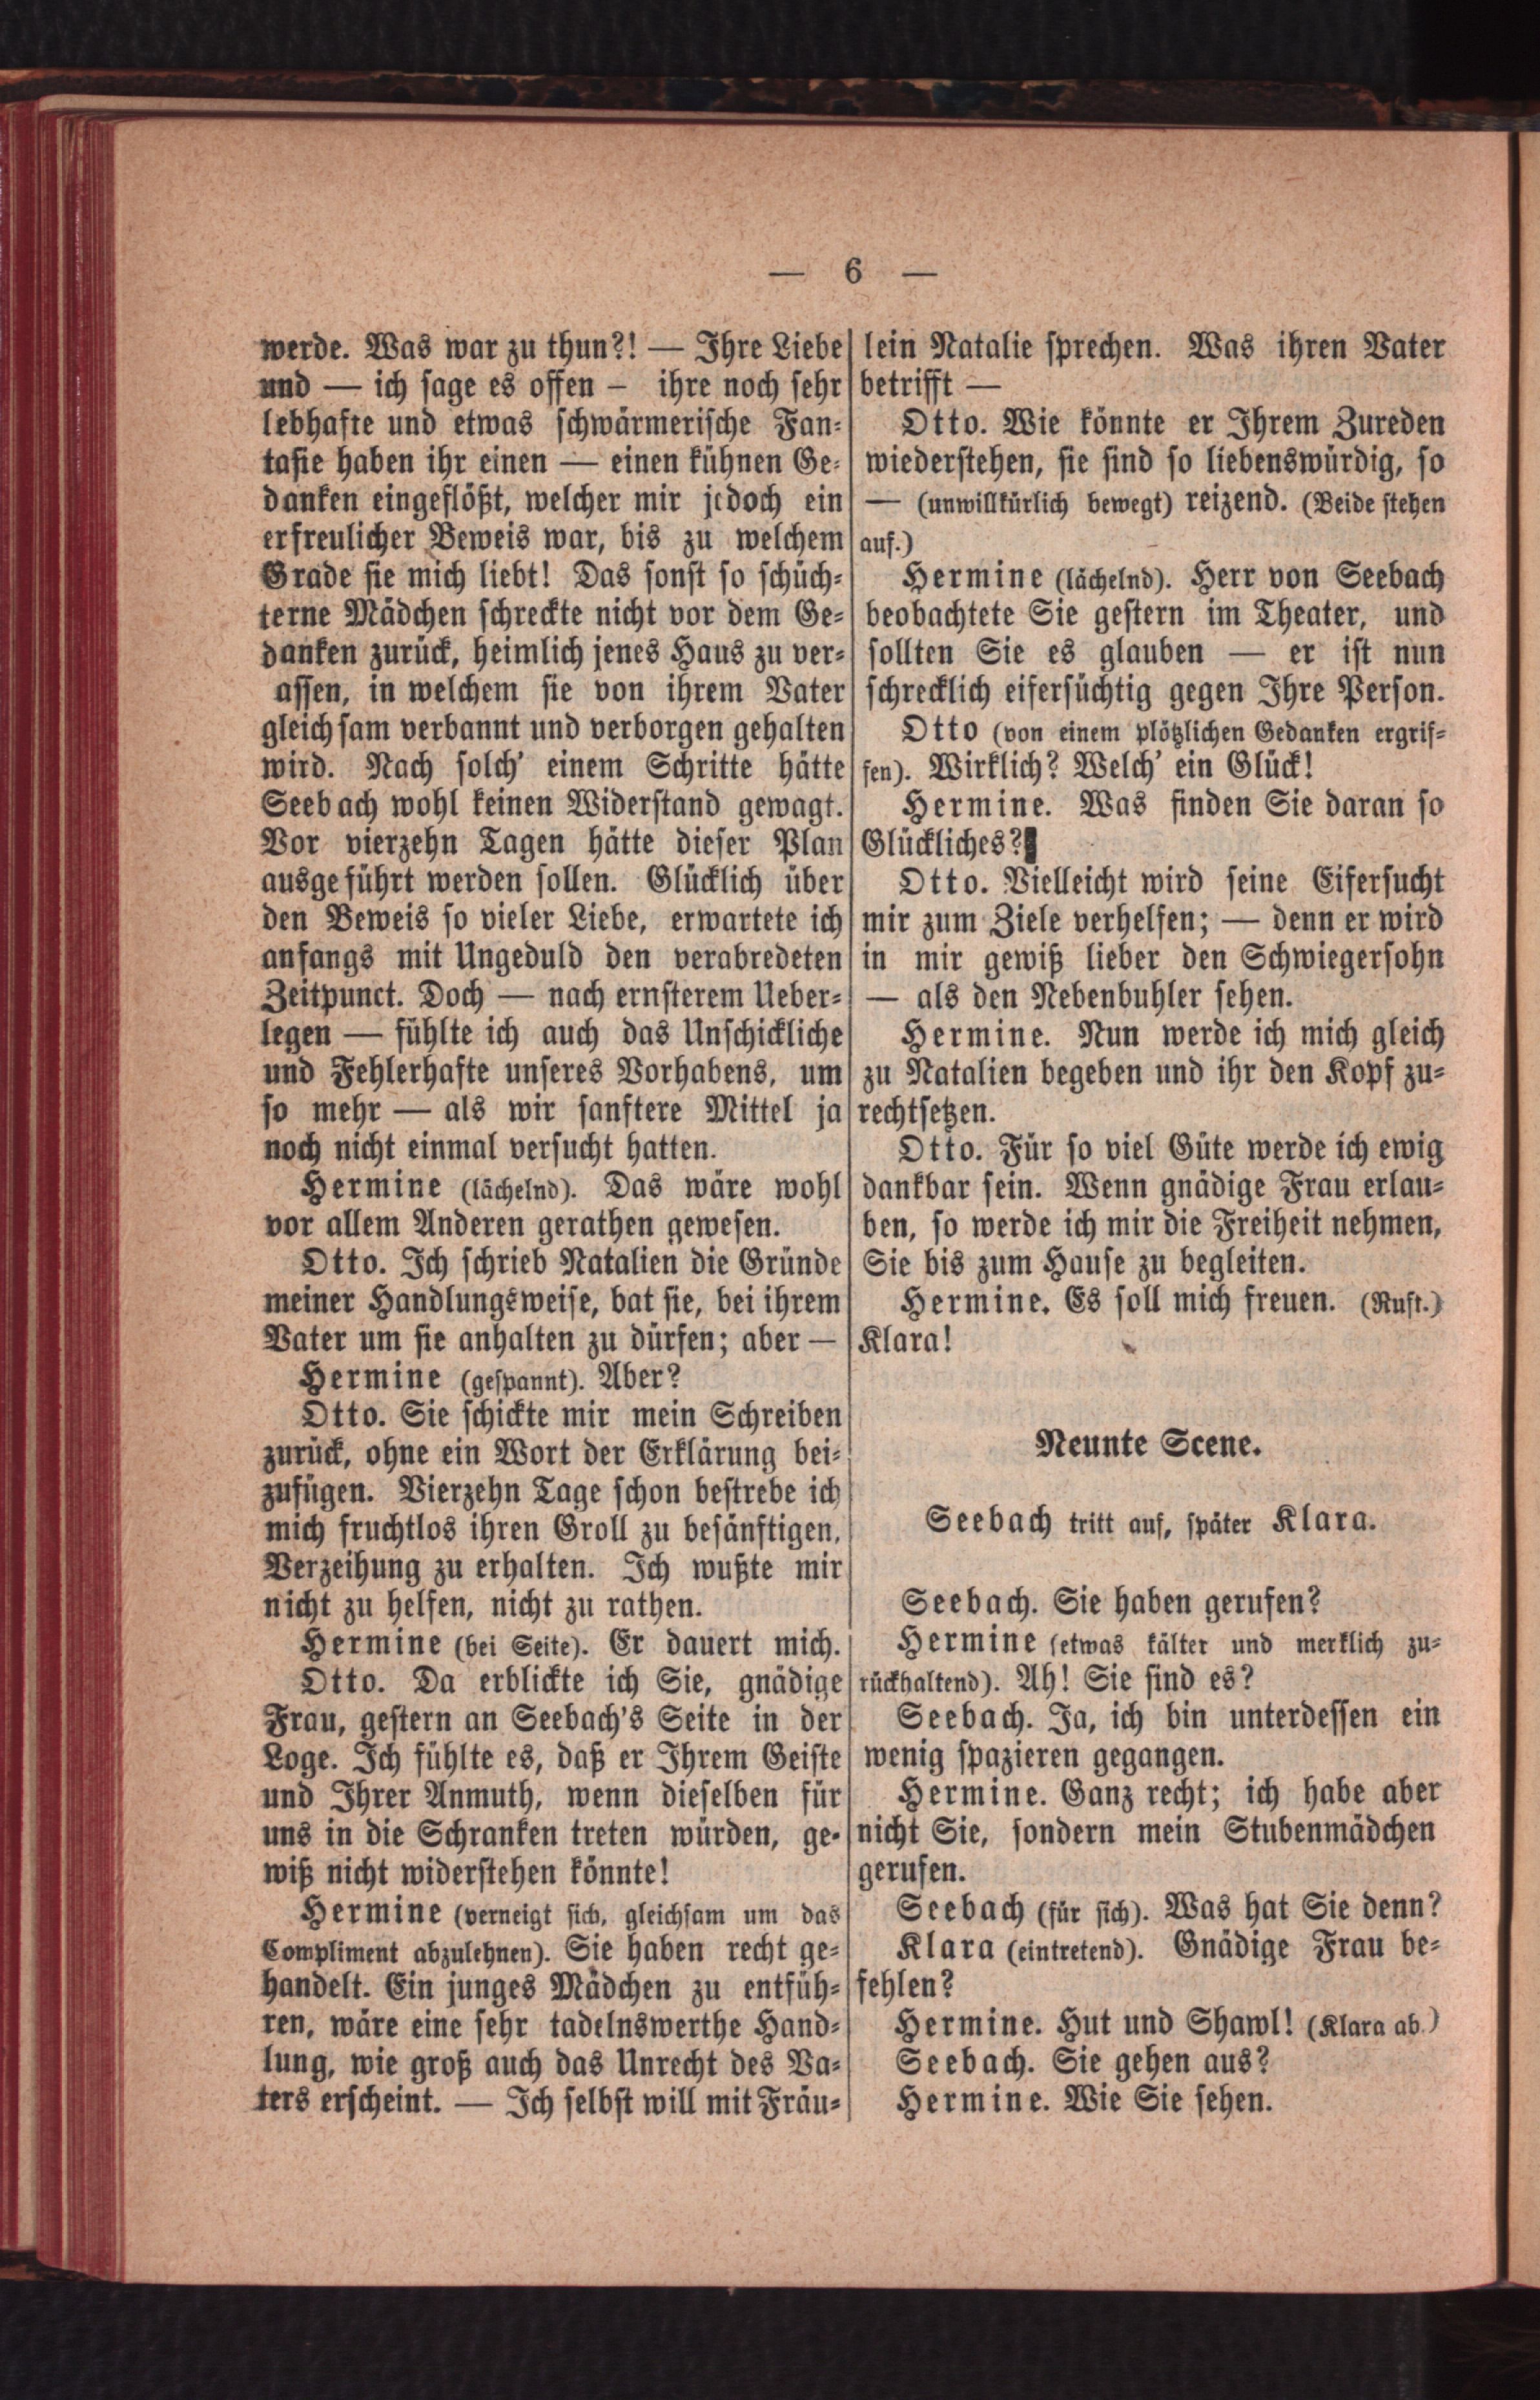 — 6 —
werde. Was war zu thun?! — Ihre Liebe
und — ich sage es offen – ihre noch sehr
lebhafte und etwas schwärmerische Fan-
tasie haben ihr einen — einen kühnen Ge-
danken eingeflößt, welcher mir jedoch ein
erfreulicher Beweis war, bis zu welchem
Grade sie mich liebt! Das sonst so schüch-
terne Mädchen schreckte nicht vor dem Ge-
danken zurück, heimlich jenes Haus zu ver-
assen, in welchem sie von ihrem Vater
gleichsam verbannt und verborgen gehalten
wird. Nach solch' einem Schritte hätte
Seebach wohl keinen Widerstand gewagt.
Vor vierzehn Tagen hätte dieser Plan
ausgeführt werden sollen. Glücklich über
den Beweis so vieler Liebe, erwartete ich
anfangs mit Ungeduld den verabredeten
Zeitpunct. Doch — nach ernsterem Ueber-
legen — fühlte ich auch das Unschickliche
und Fehlerhafte unseres Vorhabens, um
so mehr — als wir sanftere Mittel ja
noch nicht einmal versucht hatten.
Hermine (lächelnd). Das wäre wohl
vor allem Anderen gerathen gewesen.
Otto. Ich schrieb Natalien die Gründe
meiner Handlungsweise, bat sie, bei ihrem
Vater um sie anhalten zu dürfen; aber —
Hermine (gespannt). Aber?
Otto. Sie schickte mir mein Schreiben
zurück, ohne ein Wort der Erklärung bei-
zufügen. Vierzehn Tage schon bestrebe ich
mich fruchtlos ihren Groll zu besänftigen,
Verzeihung zu erhalten. Ich wußte mir
nicht zu helfen, nicht zu rathen.
Hermine (bei Seite). Er dauert mich.
Otto. Da erblickte ich Sie, gnädige
Frau, gestern an Seebach's Seite in der
Loge. Ich fühlte es, daß er Ihrem Geiste
und Ihrer Anmuth, wenn dieselben für
uns in die Schranken treten würden, ge-
wiß nicht widerstehen könnte!
Hermine (verneigt sich, gleichsam um das
Compliment abzulehnen). Sie haben recht ge-
handelt. Ein junges Mädchen zu entfüh-
ren, wäre eine sehr tadelnswerthe Hand-
lung, wie groß auch das Unrecht des Va-
ters erscheint. — Ich selbst will mit Fräu-
lein Natalie sprechen. Was ihren Vater
betrifft —
Otto. Wie könnte er Ihrem Zureden
wiederstehen, sie sind so liebenswürdig, so
— (unwillkürlich bewegt) reizend. (Beide stehen
auf.)
Hermine (lächelnd). Herr von Seebach
beobachtete Sie gestern im Theater, und
sollten Sie es glauben — er ist nun
schrecklich eifersüchtig gegen Ihre Person.
Otto (von einem plötzlichen Gedanken ergrif-
fen). Wirklich? Welch' ein Glück!
Hermine. Was finden Sie daran so
Glückliches?
Otto. Vielleicht wird seine Eifersucht
mir zum Ziele verhelfen; — denn er wird
in mir gewiß lieber den Schwiegersohn
— als den Nebenbuhler sehen.
Hermine. Nun werde ich mich gleich
zu Natalien begeben und ihr den Kopf zu-
rechtsetzen.
Otto. Für so viel Güte werde ich ewig
dankbar sein. Wenn gnädige Frau erlau-
ben, so werde ich mir die Freiheit nehmen,
Sie bis zum Hause zu begleiten.
Hermine. Es soll mich freuen. (Ruft.)
Klara!
Neunte Scene.
Seebach tritt auf, später Klara.
Seebach. Sie haben gerufen?
Hermine (etwas kälter und merklich zu-
rückhaltend). Ah! Sie sind es?
Seebach. Ja, ich bin unterdessen ein
wenig spazieren gegangen.
Hermine. Ganz recht; ich habe aber
nicht Sie, sondern mein Stubenmädchen
gerufen.
Seebach (für sich). Was hat Sie denn?
Klara (eintretend). Gnädige Frau be-
fehlen?
Hermine. Hut und Shawl! (Klara ab.)
Seebach. Sie gehen aus?
Hermine. Wie Sie sehen.